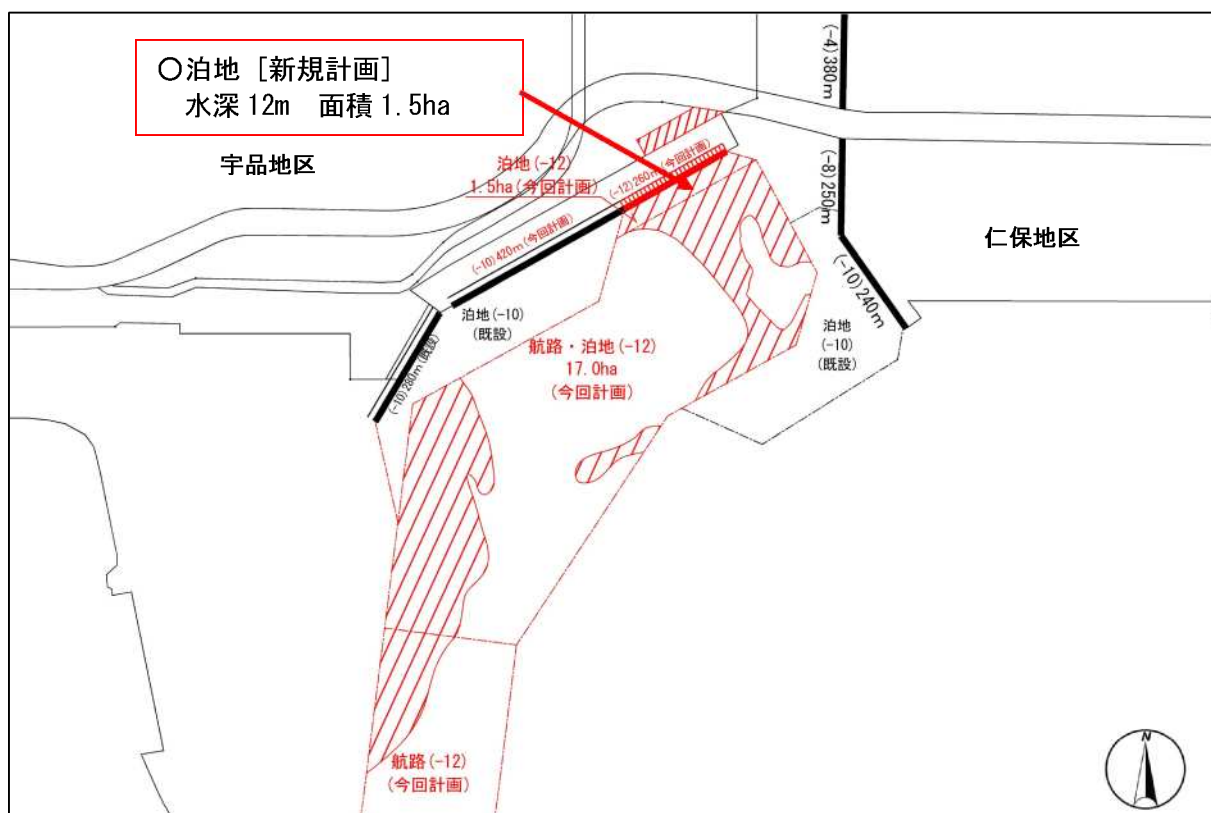 〇泊地 [新規計画]
水深 12m 面積 1.5ha
宇品地区
泊地(-12)
1.5ha(今回計画)
(-12)260m(今回計画)
(-10)420m(今回計画)
(-10)280m(既設)
泊地(-10)
(既設)
航路・泊地(-12)
17.0ha
(今回計画)
(-4)380m
(-8)250m
(-10)240m
仁保地区
泊地
(-10)
(既設)
航路(-12)
(今回計画)
N